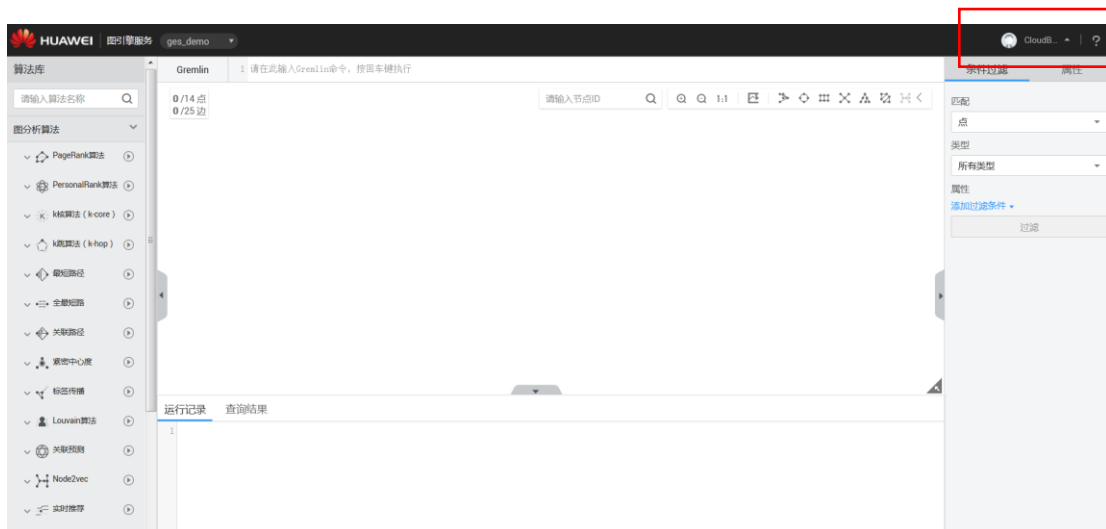 HUAWEI 图引擎服务 ges_demo
CloudB... ?
算法库
请输入算法名称
图分析算法
PageRank算法
PersonalRank算法
k核算法 ( k-core )
k跳算法 ( k-hop )
最短路径
全最短路
关联路径
紧密中心度
标签传播
Louvain算法
关联预测
Node2vec
实时推荐
Gremlin 1 请在此输入Gremlin命令, 按回车键执行
0 /14 点
0 /25 边
请输入节点ID
1:1
运行记录 查询结果
1
条件过滤 属性
匹配
点
类型
所有类型
属性
添加过滤条件
过滤